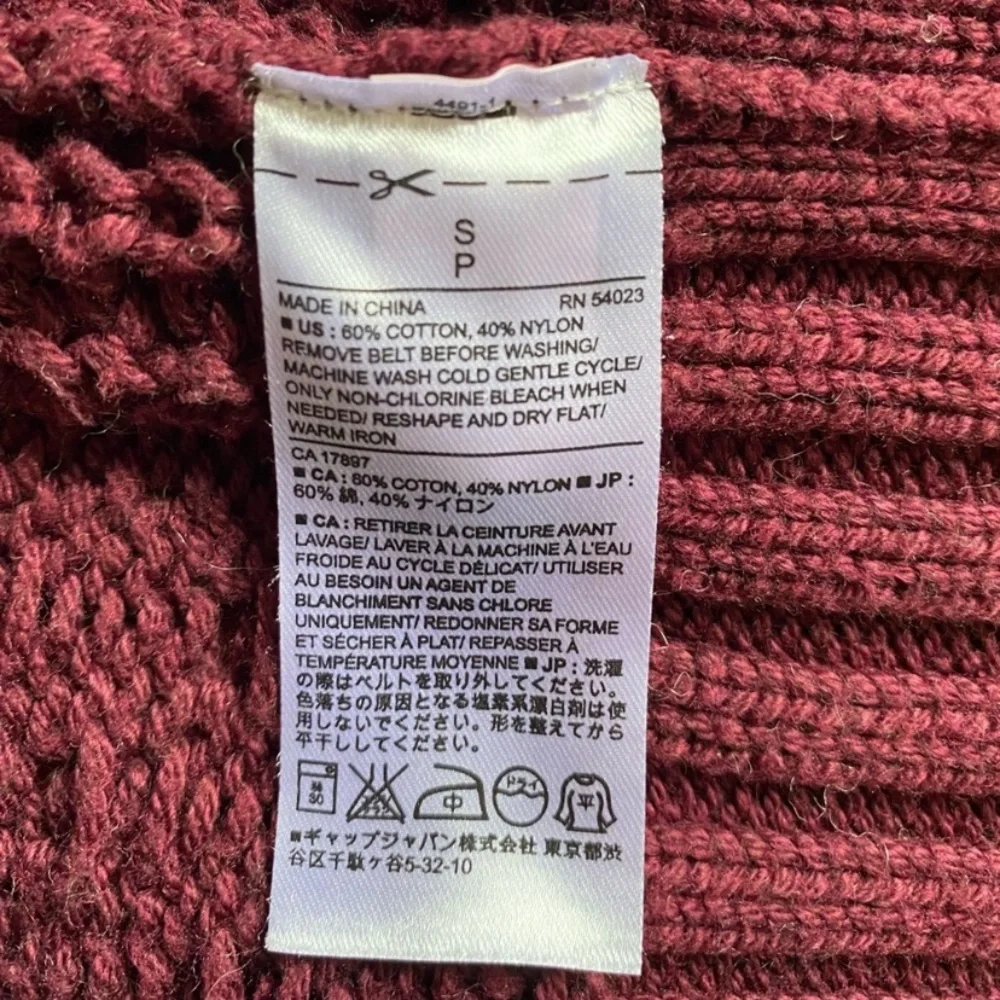 4491-1
S
P
MADE IN CHINA RN 54023
■ US : 60% COTTON, 40% NYLON
REMOVE BELT BEFORE WASHING/
MACHINE WASH COLD GENTLE CYCLE/
ONLY NON-CHLORINE BLEACH WHEN
NEEDED/ RESHAPE AND DRY FLAT/
WARM IRON
CA 17897
■ CA : 60% COTON, 40% NYLON ■ JP :
60% 綿, 40% ナイロン
■ CA : RETIRER LA CEINTURE AVANT
LAVAGE/ LAVER À LA MACHINE À L'EAU
FROIDE AU CYCLE DÉLICAT/ UTILISER
AU BESOIN UN AGENT DE
BLANCHIMENT SANS CHLORE
UNIQUEMENT/ REDONNER SA FORME
ET SÉCHER À PLAT/ REPASSER À
TEMPÉRATURE MOYENNE ■ JP : 洗濯
の際はベルトを取り外してください。
色落ちの原因となる塩素系漂白剤は使
用しないでください。形を整えてから
平干ししてください。
弱 30 中 ドライ 平
■ギャップジャパン株式会社 東京都渋
谷区千駄ヶ谷5-32-10